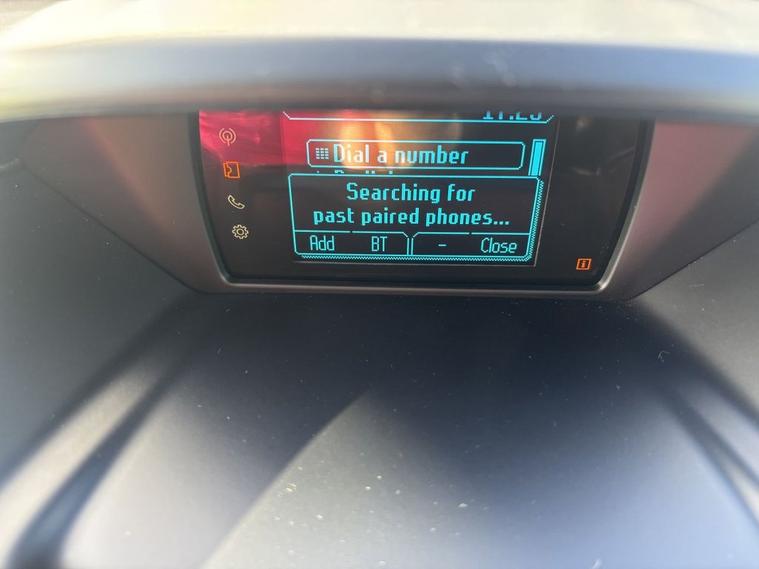 Dial a number
Searching for
past paired phones...
Add BT - Close